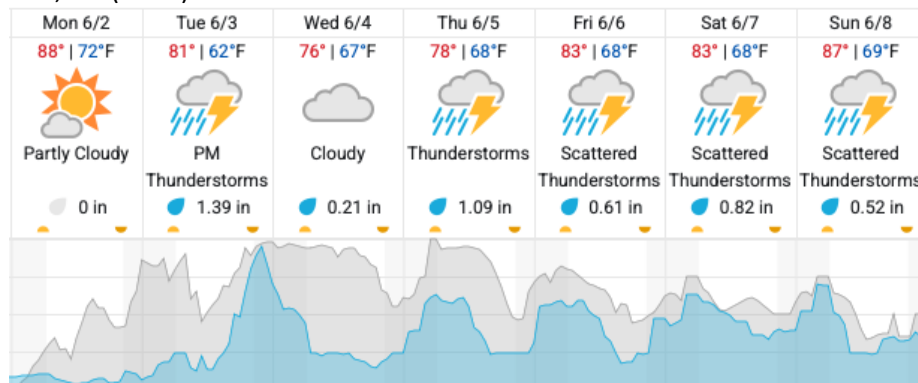 Mon 6/2
Tue 6/3
Wed 6/4
Thu 6/5
Fri 6/6
Sat 6/7
Sun 6/8
88° | 72°F
81° | 62°F
76° | 67°F
78° | 68°F
83° | 68°F
83° | 68°F
87° | 69°F
Partly Cloudy
PM
Thunderstorms
Cloudy
Thunderstorms
Scattered
Thunderstorms
Scattered
Thunderstorms
Scattered
Thunderstorms
0 in
1.39 in
0.21 in
1.09 in
0.61 in
0.82 in
0.52 in